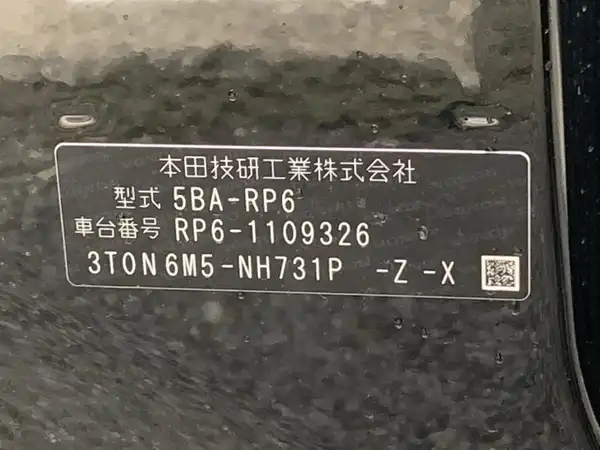 本田技研工業株式会社
型式 5BA-RP6
車台番号 RP6-1109326
3TON6M5-NH731P -Z -X